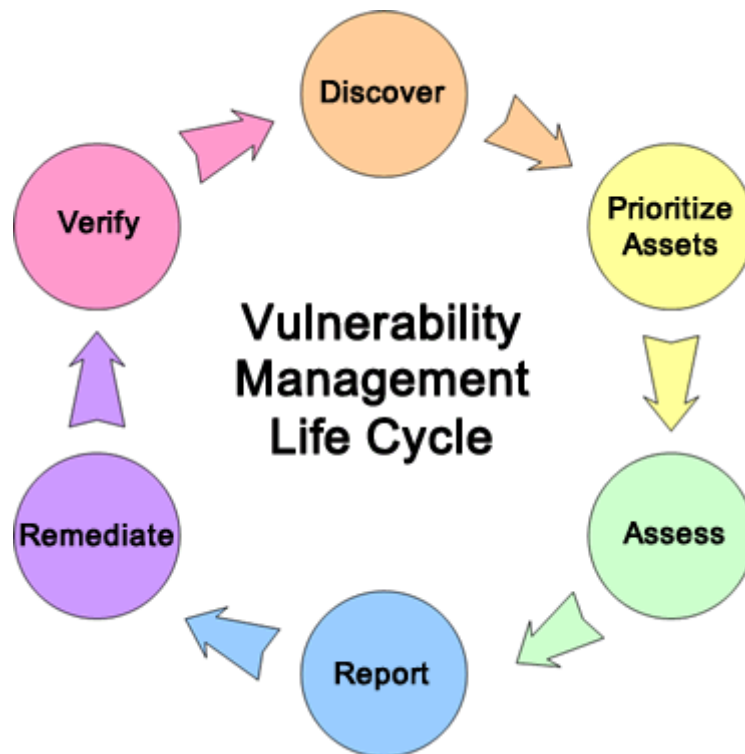 Discover
Prioritize
Assets
Assess
Report
Remediate
Verify
Vulnerability
Management
Life Cycle